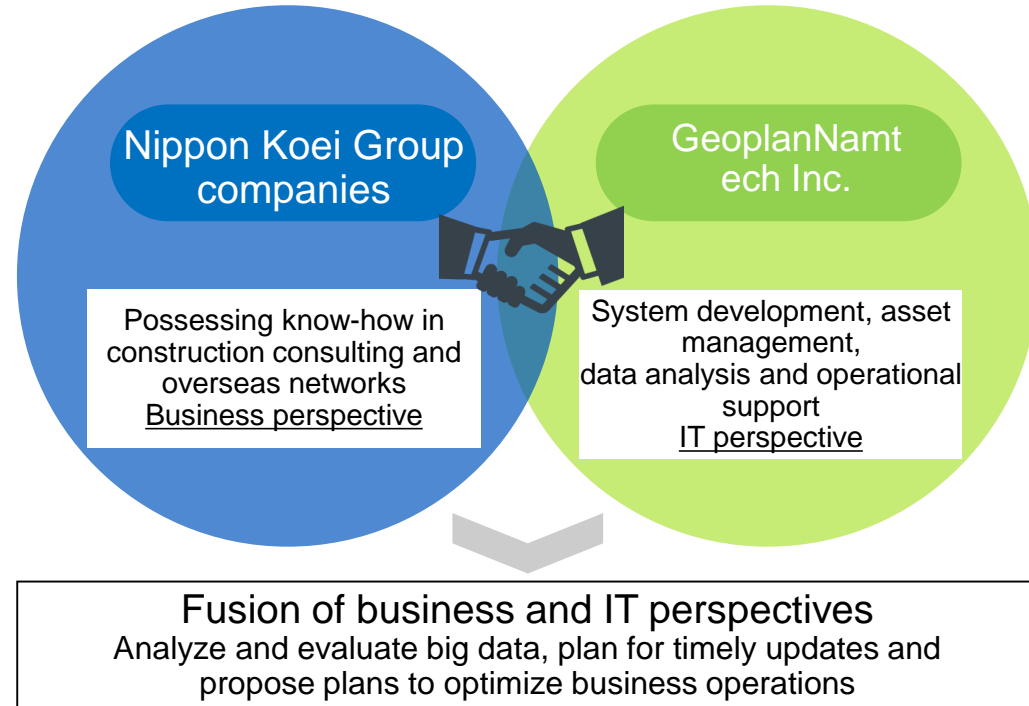 Nippon Koei Group
companies
GeoplanNamt
ech Inc.
Possessing know-how in
construction consulting and
overseas networks
Business perspective
System development, asset
management,
data analysis and operational
support
IT perspective
Fusion of business and IT perspectives
Analyze and evaluate big data, plan for timely updates and
propose plans to optimize business operations